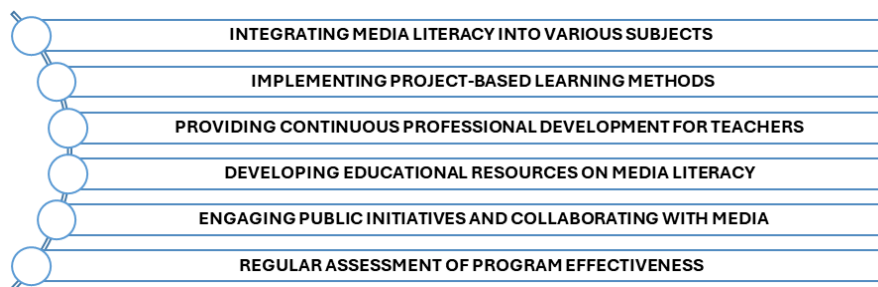 INTEGRATING MEDIA LITERACY INTO VARIOUS SUBJECTS
IMPLEMENTING PROJECT-BASED LEARNING METHODS
PROVIDING CONTINUOUS PROFESSIONAL DEVELOPMENT FOR TEACHERS
DEVELOPING EDUCATIONAL RESOURCES ON MEDIA LITERACY
ENGAGING PUBLIC INITIATIVES AND COLLABORATING WITH MEDIA
REGULAR ASSESSMENT OF PROGRAM EFFECTIVENESS